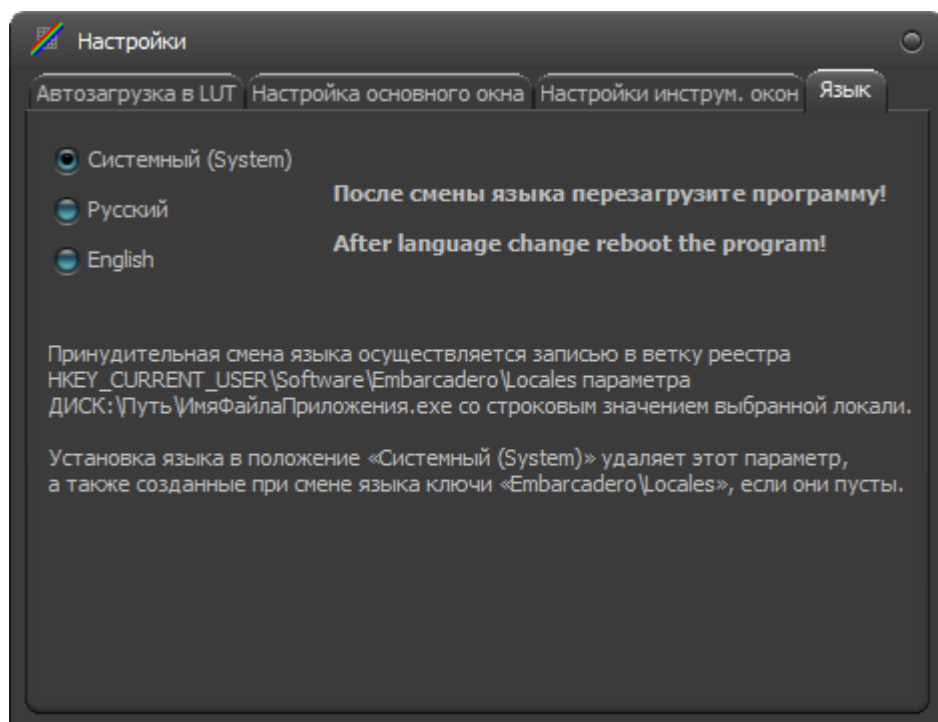 Настройки
Автозагрузка в LUT
Настройка основного окна
Настройки инструм. окон
Язык
Системный (System)
Русский
English
После смены языка перезагрузите программу!
After language change reboot the program!
Принудительная смена языка осуществляется записью в ветку реестра
HKEY_CURRENT_USER\Software\Embarcadero\Locales параметра
ДИСК:\Путь\ИмяФайлаПриложения.exe со строковым значением выбранной локали.
Установка языка в положение «Системный (System)» удаляет этот параметр,
а также созданные при смене языка ключи «Embarcadero\Locales», если они пусты.